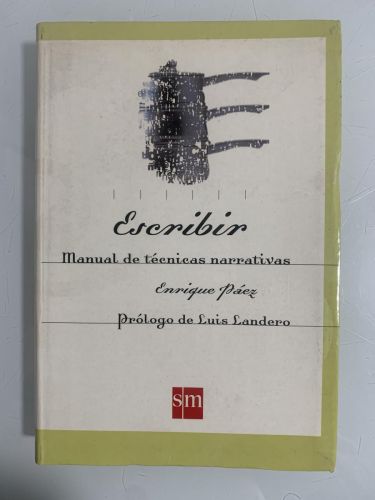 Escribir
Manual de técnicas narrativas
Enrique Páez
Prólogo de Luis Landero
sm